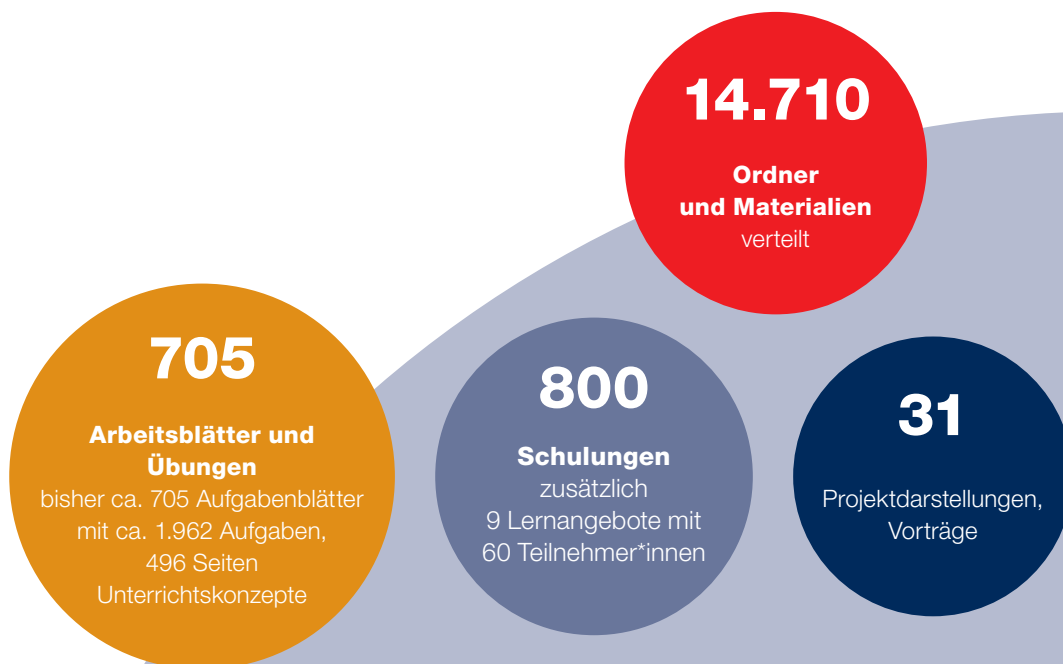 14.710
Ordner
und Materialien
verteilt
705
Arbeitsblätter und
Übungen
bisher ca. 705 Aufgabenblätter
mit ca. 1.962 Aufgaben,
496 Seiten
Unterrichtskonzepte
800
Schulungen
zusätzlich
9 Lernangebote mit
60 Teilnehmer*innen
31
Projektdarstellungen,
Vorträge